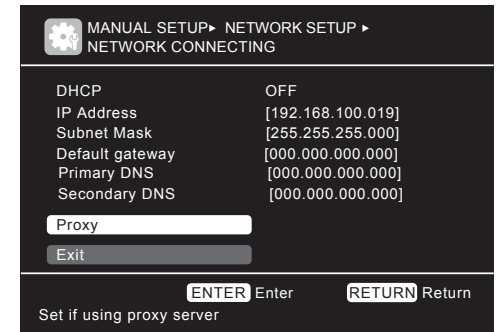 MANUAL SETUP▸ NETWORK SETUP ▸
NETWORK CONNECTING
DHCP OFF
IP Address [192.168.100.019]
Subnet Mask [255.255.255.000]
Default gateway [000.000.000.000]
Primary DNS [000.000.000.000]
Secondary DNS [000.000.000.000]
Proxy
Exit
ENTER Enter RETURN Return
Set if using proxy server